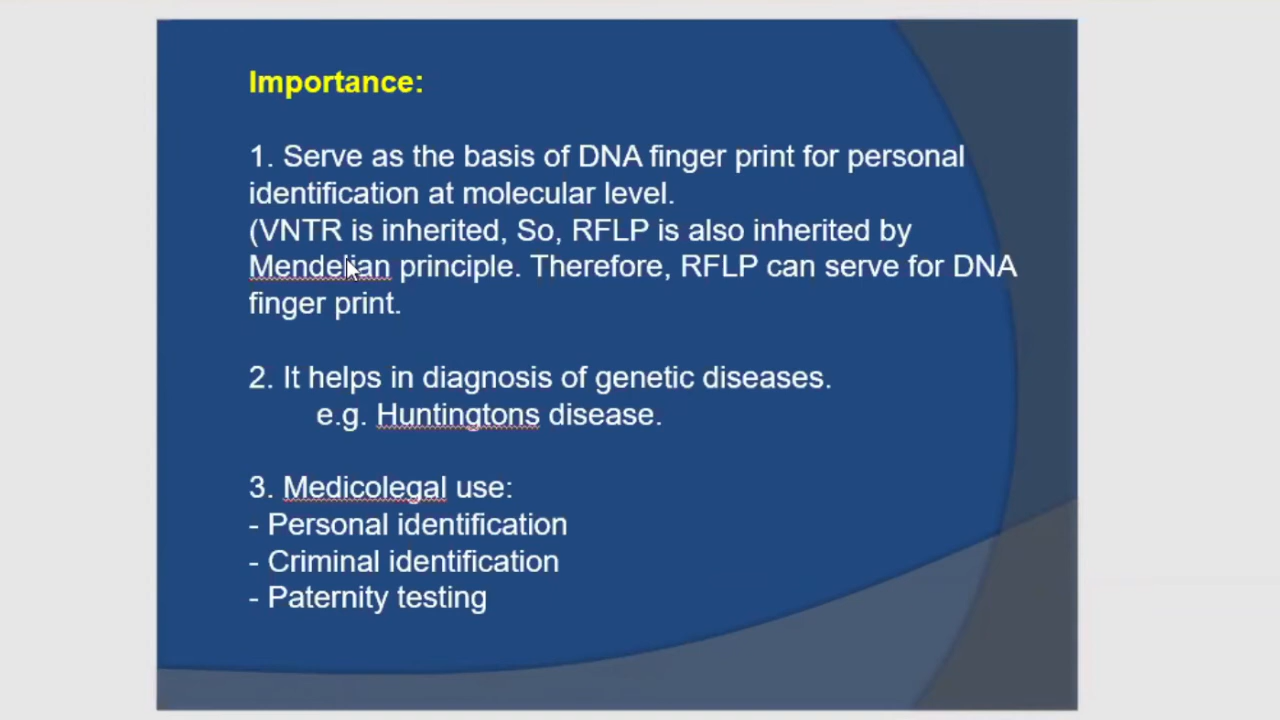 Importance:
1. Serve as the basis of DNA finger print for personal
identification at molecular level.
(VNTR is inherited, So, RFLP is also inherited by
Mendelian principle. Therefore, RFLP can serve for DNA
finger print.
2. It helps in diagnosis of genetic diseases.
e.g. Huntingtons disease.
3. Medicolegal use:
- Personal identification
- Criminal identification
- Paternity testing